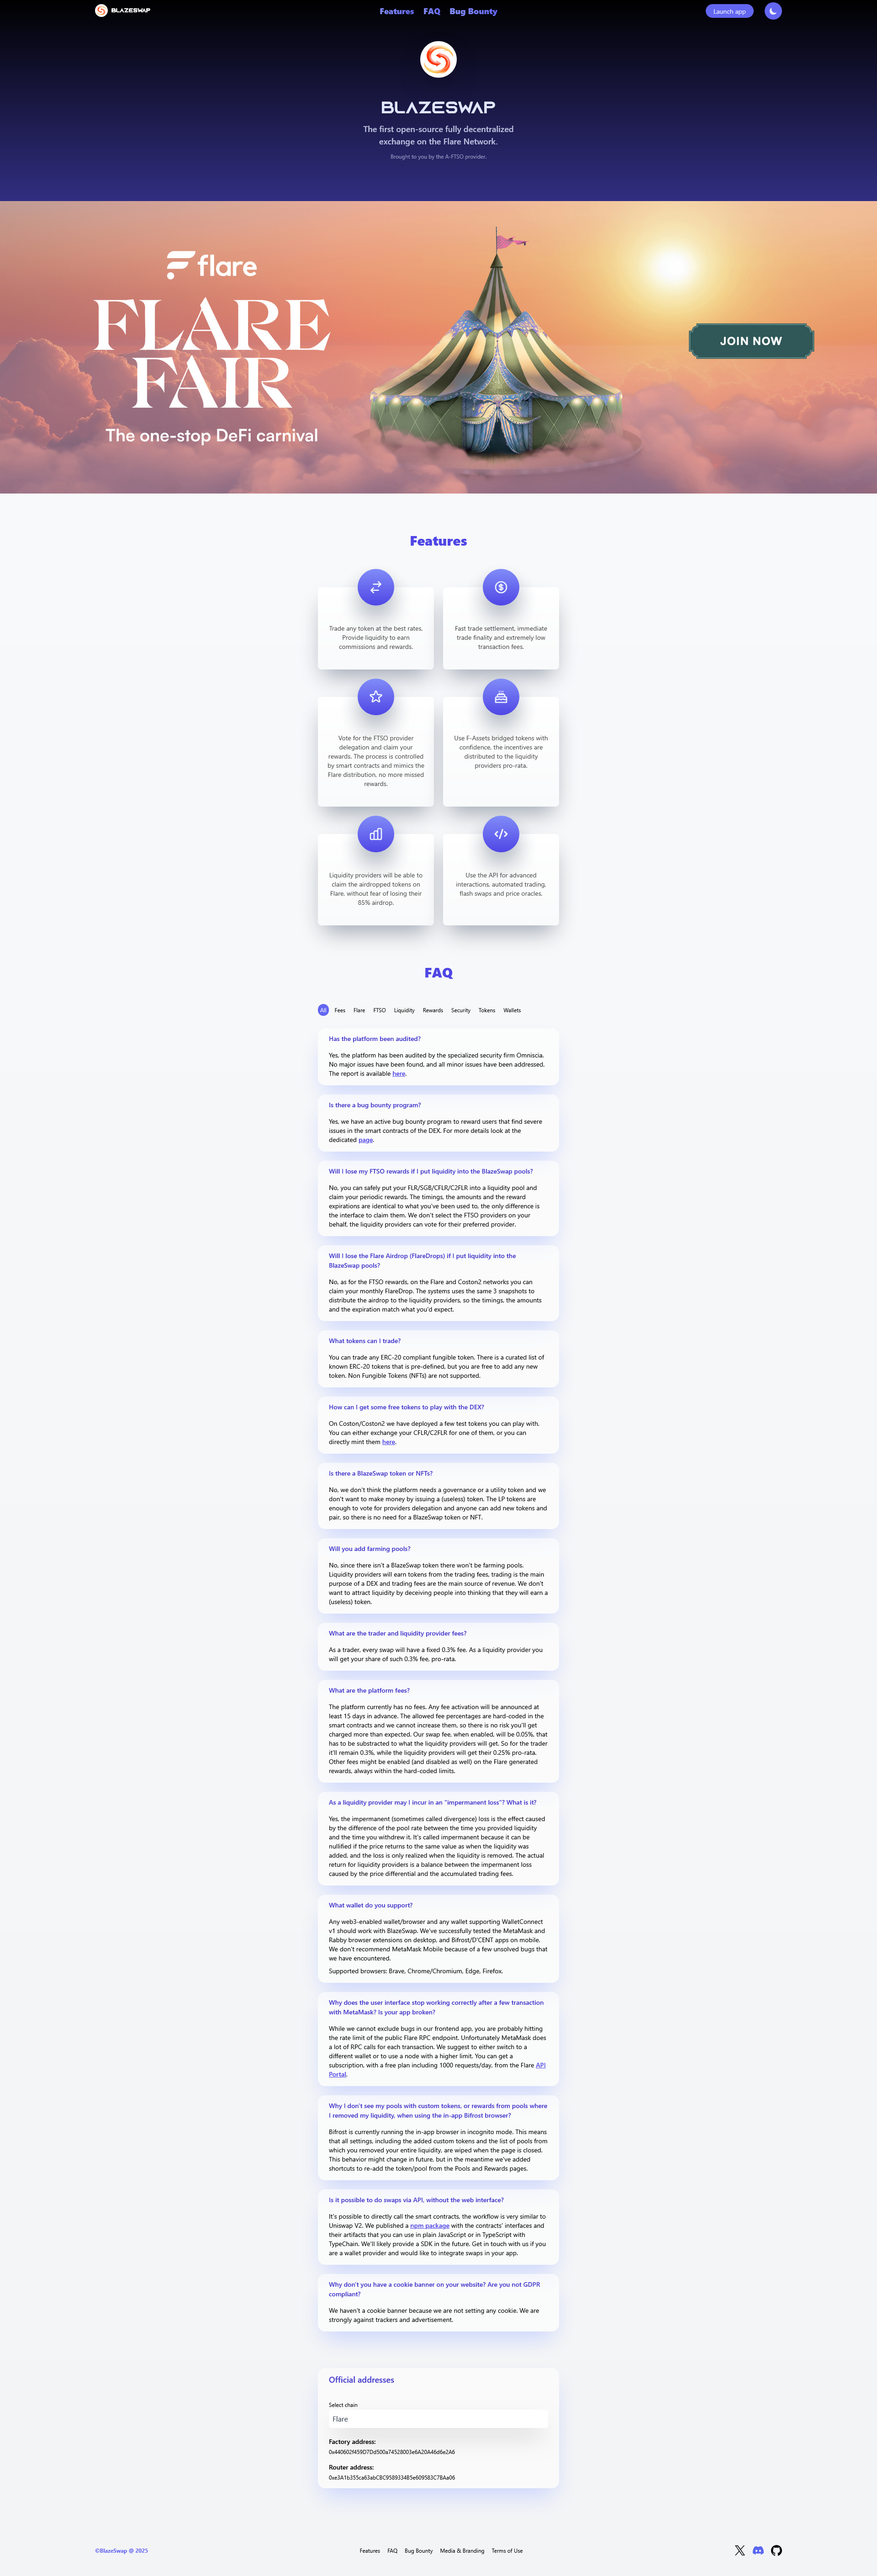 BLAZESWAP
Features FAQ Bug Bounty
Launch app
BLAZESWAP
The first open-source fully decentralized
exchange on the Flare Network.
Brought to you by the A-FTSO provider.
flare
FLARE
FAIR
The one-stop DeFi carnival
JOIN NOW
Features
Trade any token at the best rates.
Provide liquidity to earn
commissions and rewards.
Fast trade settlement, immediate
trade finality and extremely low
transaction fees.
Vote for the FTSO provider
delegation and claim your
rewards. The process is controlled
by smart contracts and mimics the
Flare distribution, no more missed
rewards.
Use F-Assets bridged tokens with
confidence, the incentives are
distributed to the liquidity
providers pro-rata.
Liquidity providers will be able to
claim the airdropped tokens on
Flare, without fear of losing their
85% airdrop.
Use the API for advanced
interactions, automated trading,
flash swaps and price oracles.
FAQ
All Fees Flare FTSO Liquidity Rewards Security Tokens Wallets
Has the platform been audited?
Yes, the platform has been audited by the specialized security firm Omniscia.
No major issues have been found, and all minor issues have been addressed.
The report is available here.
Is there a bug bounty program?
Yes, we have an active bug bounty program to reward users that find severe
issues in the smart contracts of the DEX. For more details look at the
dedicated page.
Will I lose my FTSO rewards if I put liquidity into the BlazeSwap pools?
No, you can safely put your FLR/SGB/CFLR/C2FLR into a liquidity pool and
claim your periodic rewards. The timings, the amounts and the reward
expirations are identical to what you've been used to, the only difference is
the interface to claim them. We don't select the FTSO providers on your
behalf, the liquidity providers can vote for their preferred provider.
Will I lose the Flare Airdrop (FlareDrops) if I put liquidity into the
BlazeSwap pools?
No, as for the FTSO rewards, on the Flare and Coston2 networks you can
claim your monthly FlareDrop. The systems uses the same 3 snapshots to
distribute the airdrop to the liquidity providers, so the timings, the amounts
and the expiration match what you'd expect.
What tokens can I trade?
You can trade any ERC-20 compliant fungible token. There is a curated list of
known ERC-20 tokens that is pre-defined, but you are free to add any new
token. Non Fungible Tokens (NFTs) are not supported.
How can I get some free tokens to play with the DEX?
On Coston/Coston2 we have deployed a few test tokens you can play with.
You can either exchange your CFLR/C2FLR for one of them, or you can
directly mint them here.
Is there a BlazeSwap token or NFTs?
No, we don't think the platform needs a governance or a utility token and we
don't want to make money by issuing a (useless) token. The LP tokens are
enough to vote for providers delegation and anyone can add new tokens and
pair, so there is no need for a BlazeSwap token or NFT.
Will you add farming pools?
No, since there isn't a BlazeSwap token there won't be farming pools.
Liquidity providers will earn tokens from the trading fees, trading is the main
purpose of a DEX and trading fees are the main source of revenue. We don't
want to attract liquidity by deceiving people into thinking that they will earn a
(useless) token.
What are the trader and liquidity provider fees?
As a trader, every swap will have a fixed 0.3% fee. As a liquidity provider you
will get your share of such 0.3% fee, pro-rata.
What are the platform fees?
The platform currently has no fees. Any fee activation will be announced at
least 15 days in advance. The allowed fee percentages are hard-coded in the
smart contracts and we cannot increase them, so there is no risk you'll get
charged more than expected. Our swap fee, when enabled, will be 0.05%, that
has to be substracted to what the liquidity providers will get. So for the trader
it'll remain 0.3%, while the liquidity providers will get their 0.25% pro-rata.
Other fees might be enabled (and disabled as well) on the Flare generated
rewards, always within the hard-coded limits.
As a liquidity provider may I incur in an "impermanent loss"? What is it?
Yes, the impermanent (sometimes called divergence) loss is the effect caused
by the difference of the pool rate between the time you provided liquidity
and the time you withdrew it. It's called impermanent because it can be
nullified if the price returns to the same value as when the liquidity was
added, and the loss is only realized when the liquidity is removed. The actual
return for liquidity providers is a balance between the impermanent loss
caused by the price differential and the accumulated trading fees.
What wallet do you support?
Any web3-enabled wallet/browser and any wallet supporting WalletConnect
v1 should work with BlazeSwap. We've successfully tested the MetaMask and
Rabby browser extensions on desktop, and Bifrost/D'CENT apps on mobile.
We don't recommend MetaMask Mobile because of a few unsolved bugs that
we have encountered.
Supported browsers: Brave, Chrome/Chromium, Edge, Firefox.
Why does the user interface stop working correctly after a few transaction
with MetaMask? Is your app broken?
While we cannot exclude bugs in our frontend app, you are probably hitting
the rate limit of the public Flare RPC endpoint. Unfortunately MetaMask does
a lot of RPC calls for each transaction. We suggest to either switch to a
different wallet or to use a node with a higher limit. You can get a
subscription, with a free plan including 1000 requests/day, from the Flare API
Portal.
Why I don't see my pools with custom tokens, or rewards from pools where
I removed my liquidity, when using the in-app Bifrost browser?
Bifrost is currently running the in-app browser in incognito mode. This means
that all settings, including the added custom tokens and the list of pools from
which you removed your entire liquidity, are wiped when the page is closed.
This behavior might change in future, but in the meantime we've added
shortcuts to re-add the token/pool from the Pools and Rewards pages.
Is it possible to do swaps via API, without the web interface?
It's possible to directly call the smart contracts, the workflow is very similar to
Uniswap V2. We published a npm package with the contracts' interfaces and
their artifacts that you can use in plain JavaScript or in TypeScript with
TypeChain. We'll likely provide a SDK in the future. Get in touch with us if you
are a wallet provider and would like to integrate swaps in your app.
Why don't you have a cookie banner on your website? Are you not GDPR
compliant?
We haven't a cookie banner because we are not setting any cookie. We are
strongly against trackers and advertisement.
Official addresses
Select chain
Flare
Factory address:
0x440602f459D7Dd500a74528003e6A20A46d6e2A6
Router address:
0xe3A1b355ca63abCBC9589334B5e609583C7BAa06
©BlazeSwap @ 2025
Features FAQ Bug Bounty Media & Branding Terms of Use